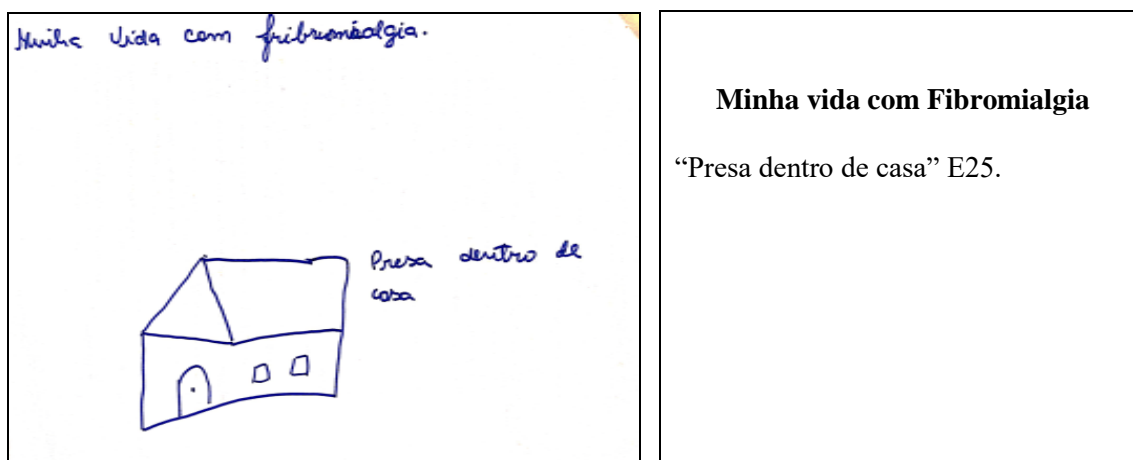 Minha vida com fribromialgia.
Presa dentro de
casa
Minha vida com Fibromialgia
“Presa dentro de casa” E25.